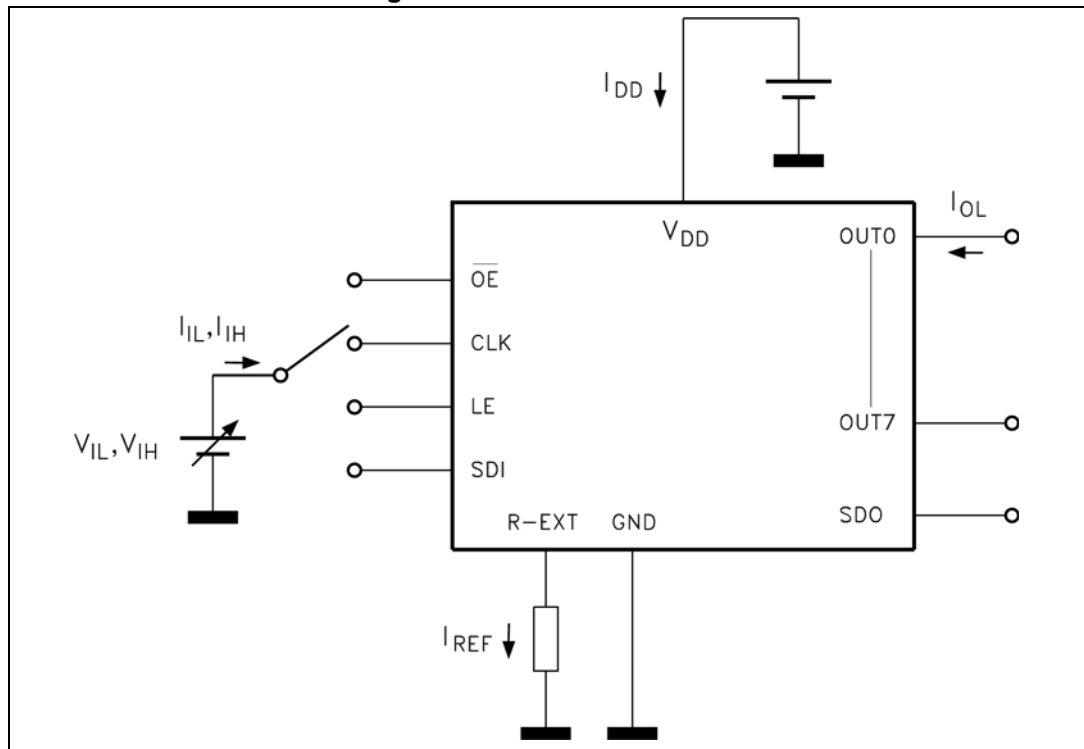 g
I_DD
V_DD
I_OL
OUT0
OE
I_IL,I_IH
CLK
LE
V_IL,V_IH
OUT7
SDI
SDO
R-EXT GND
I_REF